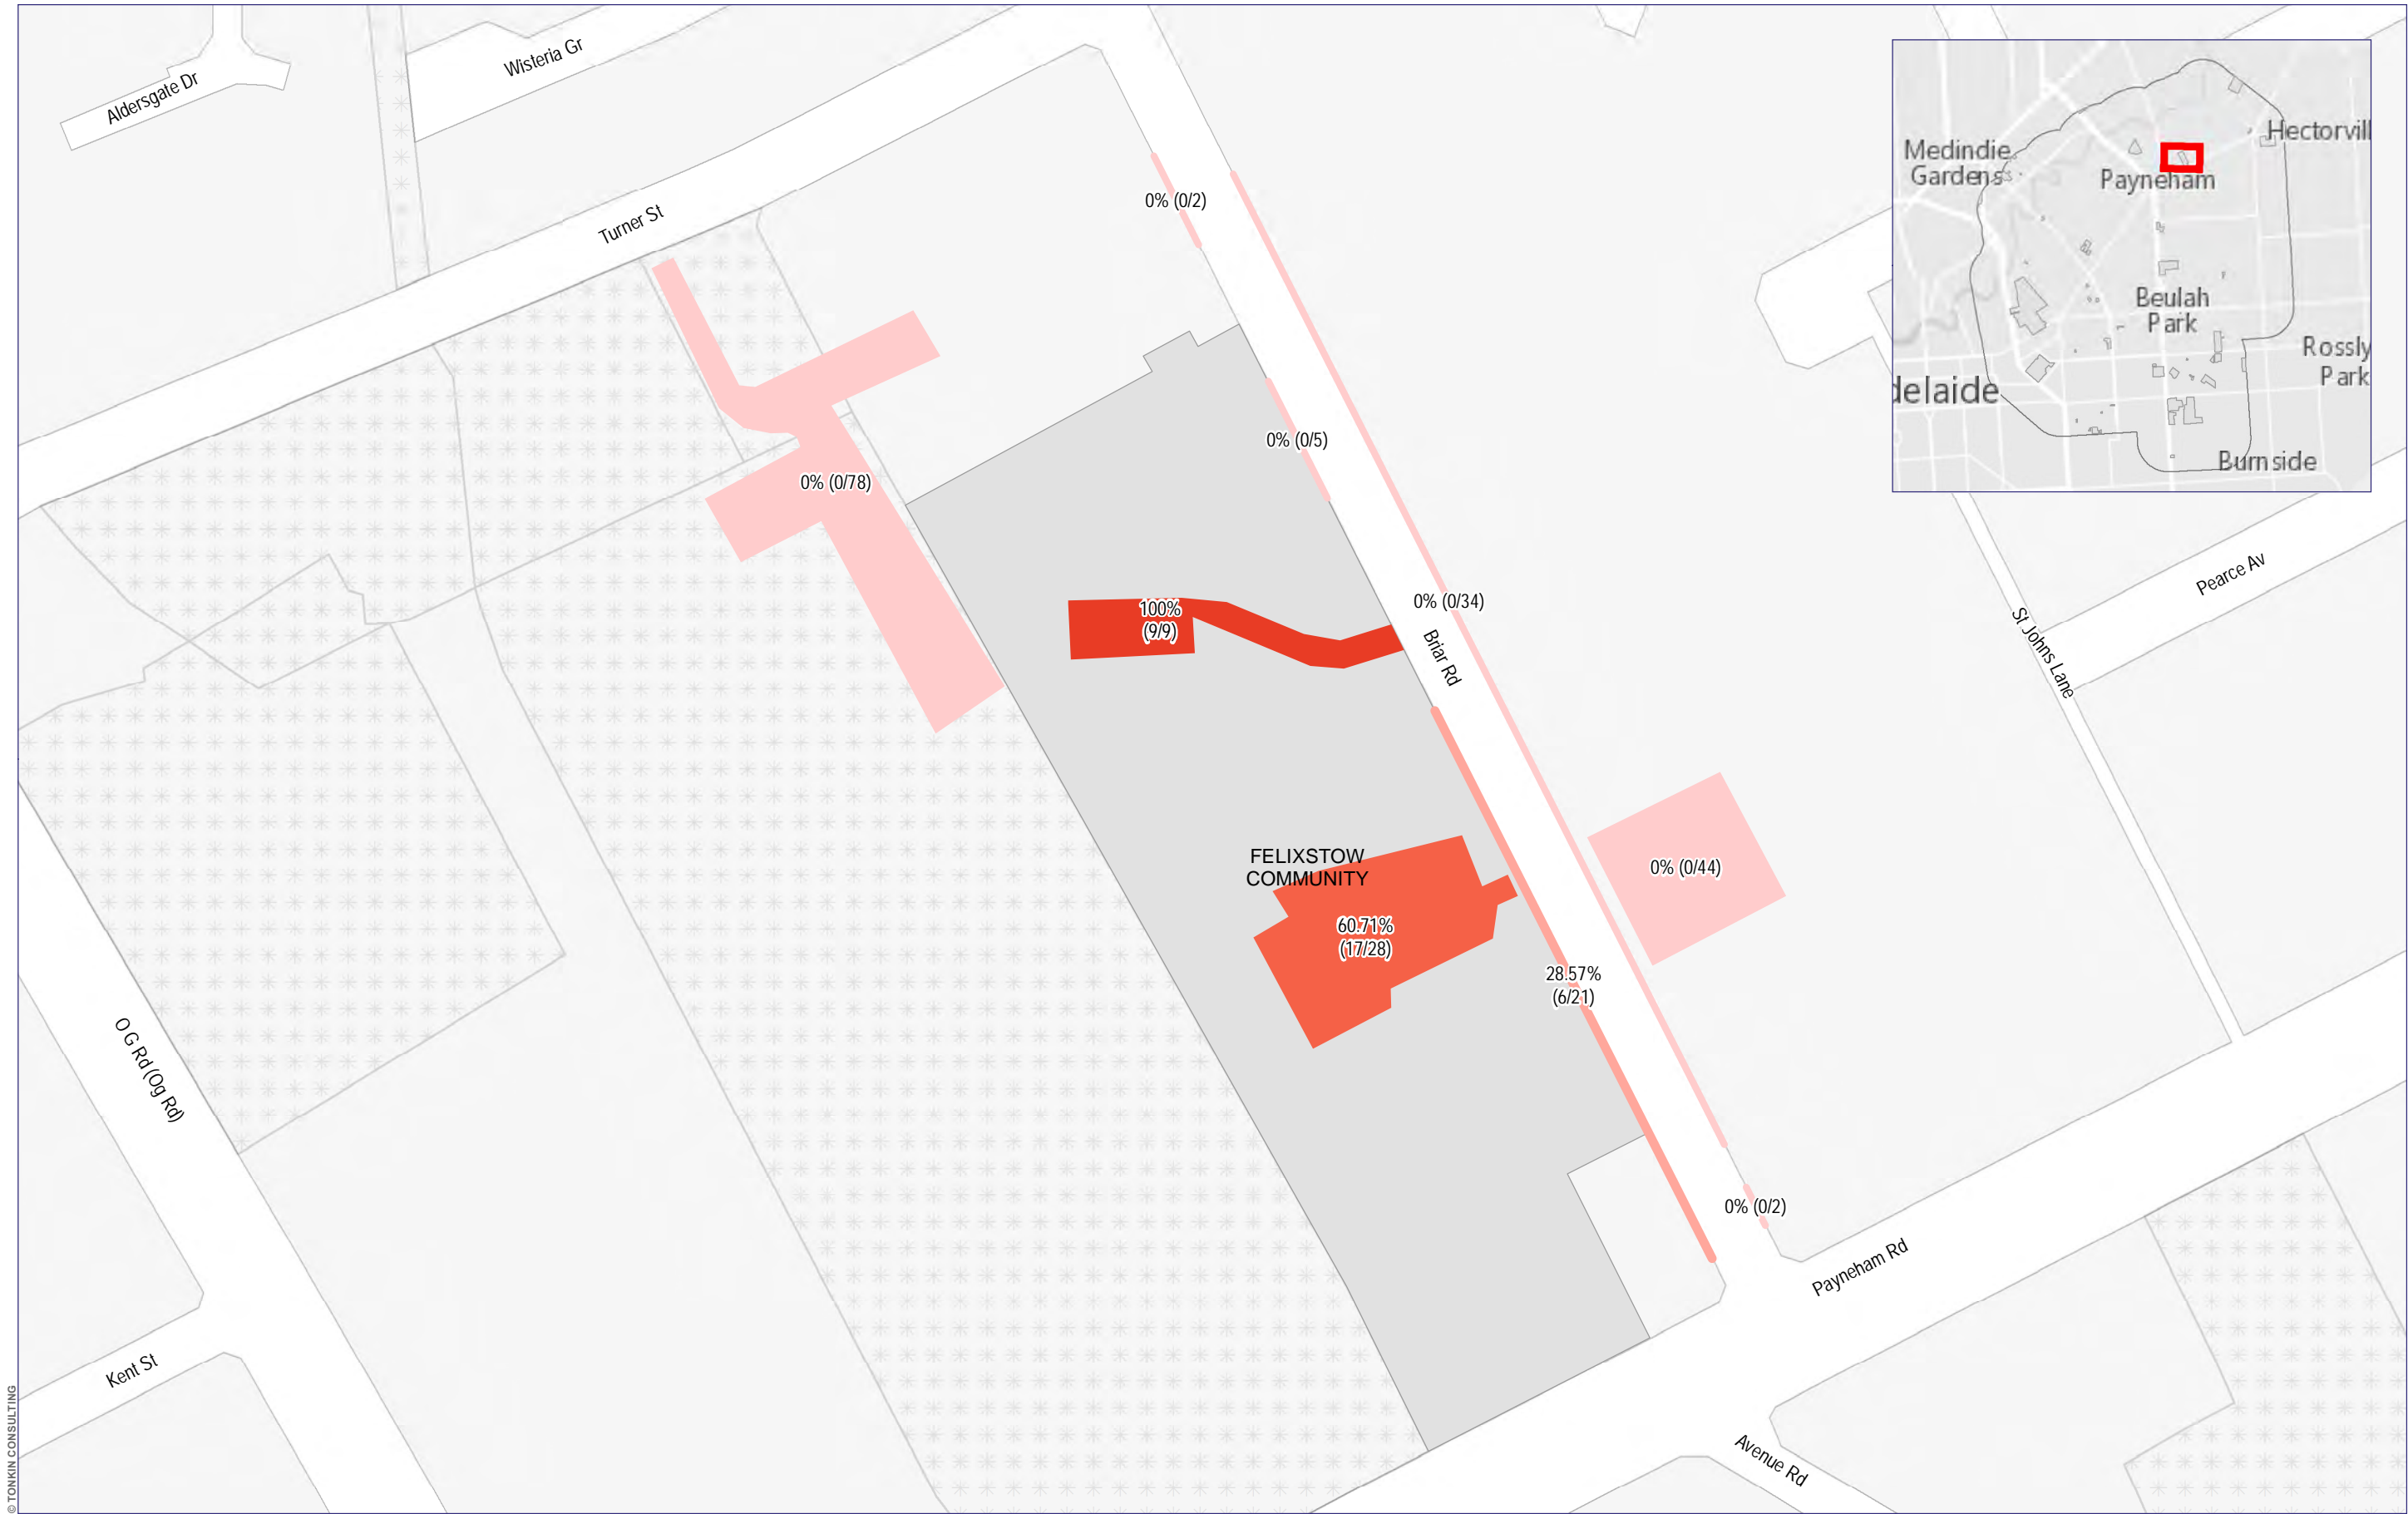 Aldersgate Dr
Wisteria Gr
Turner St
0% (0/2)
Medindie
Gardens
Hectorvill
Payneham
Beulah
Park
Rossly
Park
delaide
Burnside
0% (0/5)
0% (0/78)
100%
(9/9)
0% (0/34)
Briar Rd
Pearce Av
St Johns Lane
FELIXSTOW
COMMUNITY
0% (0/44)
60.71%
(17/28)
28.57%
(6/21)
O G Rd (Og Rd)
0% (0/2)
Payneham Rd
Kent St
Avenue Rd
© TONKIN CONSULTING